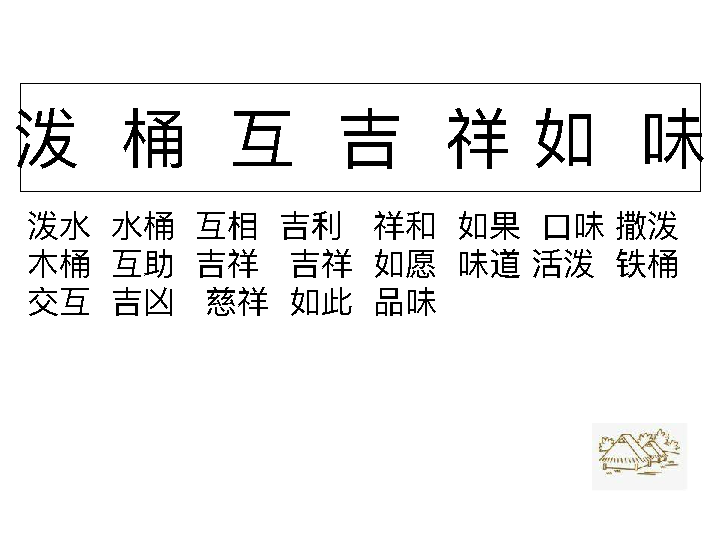 泼 桶 互 吉 祥 如 味
泼水 水桶 互相 吉利 祥和 如果 口味 撒泼
木桶 互助 吉祥 吉祥 如愿 味道 活泼 铁桶
交互 吉凶 慈祥 如此 品味